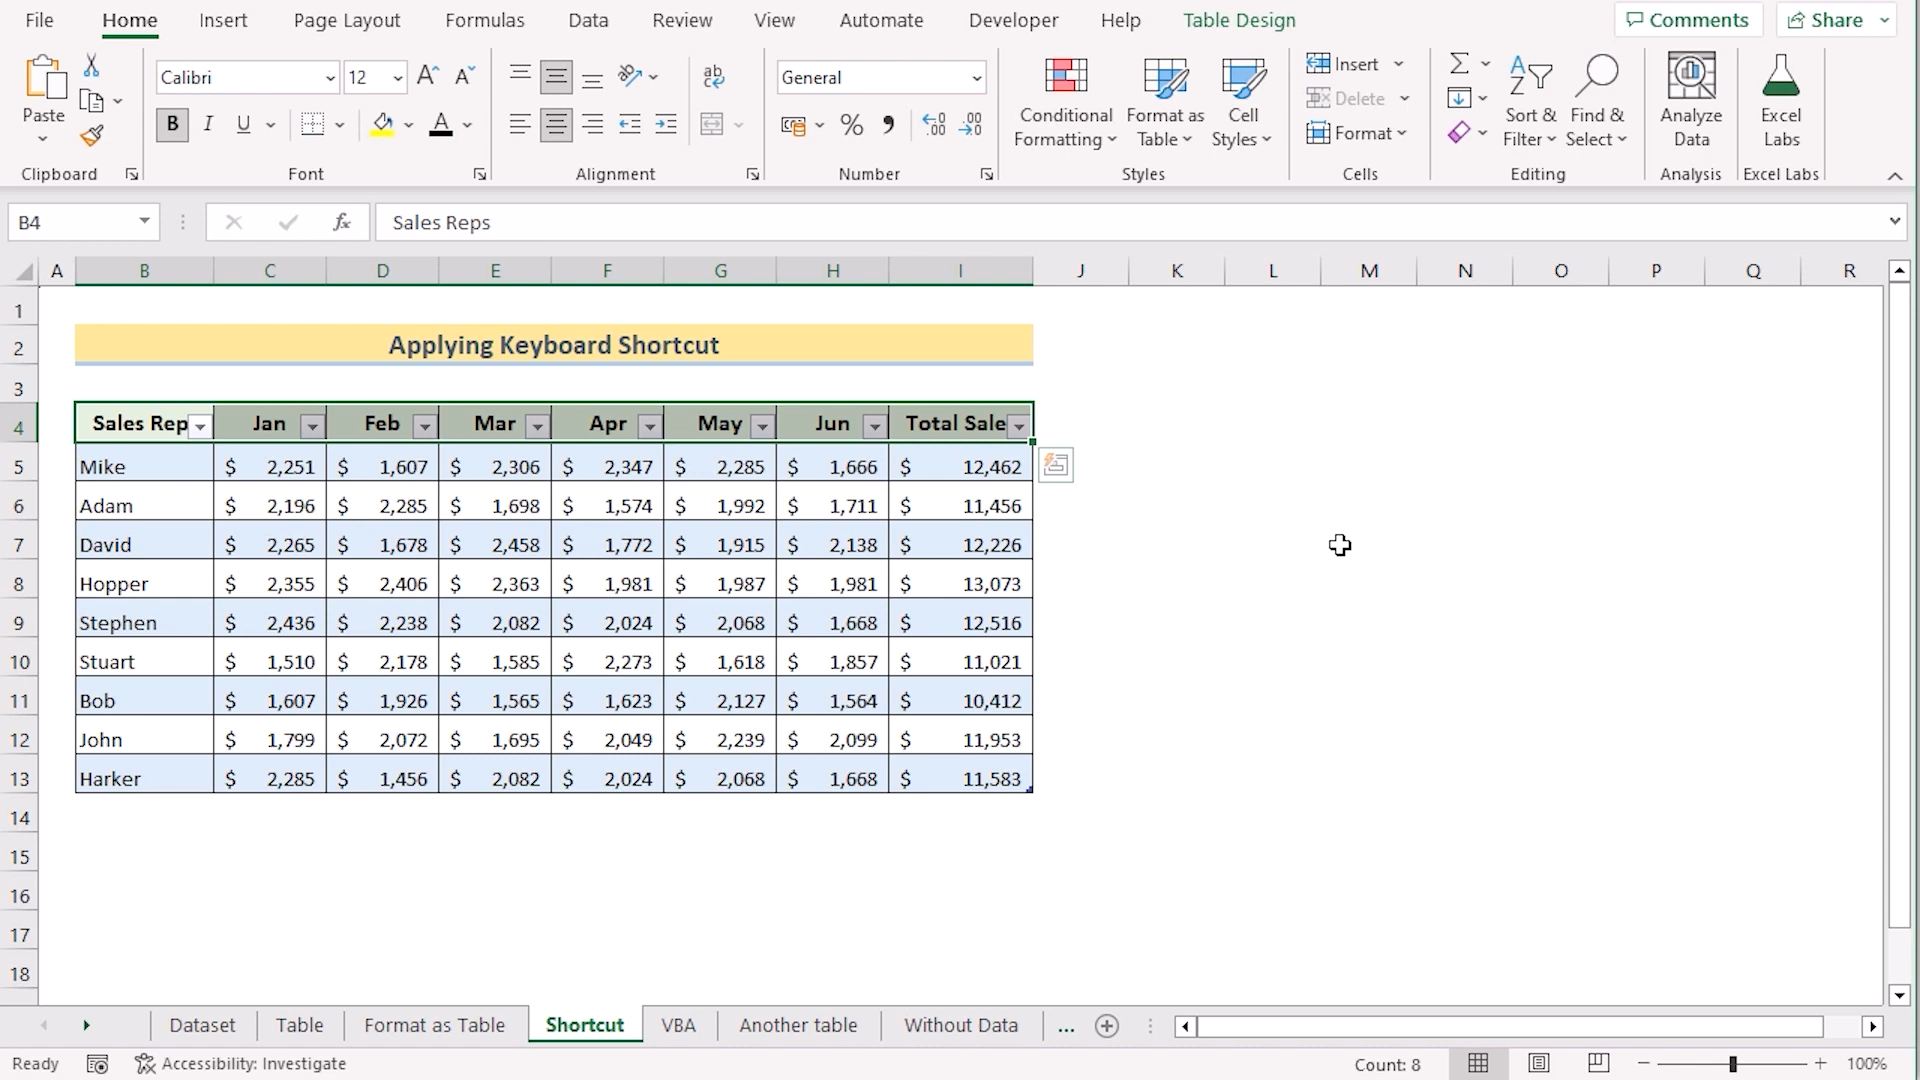 File Home Insert Page Layout Formulas Data Review View Automate Developer Help Table Design Comments Share
Calibri 12 General
Paste
B I U A
ab
% 9
Conditional Formatting
Format as Table
Cell Styles
Insert
Delete
Format
Sort & Filter
Find & Select
Analyze Data
Excel Labs
Clipboard Font Alignment Number Styles Cells Editing Analysis Excel Labs
B4 fx Sales Reps
A B C D E F G H I J K L M N O P Q R
1
2 Applying Keyboard Shortcut
3
4 Sales Rep Jan Feb Mar Apr May Jun Total Sale
5 Mike $ 2,251 $ 1,607 $ 2,306 $ 2,347 $ 2,285 $ 1,666 $ 12,462
6 Adam $ 2,196 $ 2,285 $ 1,698 $ 1,574 $ 1,992 $ 1,711 $ 11,456
7 David $ 2,265 $ 1,678 $ 2,458 $ 1,772 $ 1,915 $ 2,138 $ 12,226
8 Hopper $ 2,355 $ 2,406 $ 2,363 $ 1,981 $ 1,987 $ 1,981 $ 13,073
9 Stephen $ 2,436 $ 2,238 $ 2,082 $ 2,024 $ 2,068 $ 1,668 $ 12,516
10 Stuart $ 1,510 $ 2,178 $ 1,585 $ 2,273 $ 1,618 $ 1,857 $ 11,021
11 Bob $ 1,607 $ 1,926 $ 1,565 $ 1,623 $ 2,127 $ 1,564 $ 10,412
12 John $ 1,799 $ 2,072 $ 1,695 $ 2,049 $ 2,239 $ 2,099 $ 11,953
13 Harker $ 2,285 $ 1,456 $ 2,082 $ 2,024 $ 2,068 $ 1,668 $ 11,583
14
15
16
17
18
Dataset Table Format as Table Shortcut VBA Another table Without Data ...
Ready Accessibility: Investigate Count: 8 100%